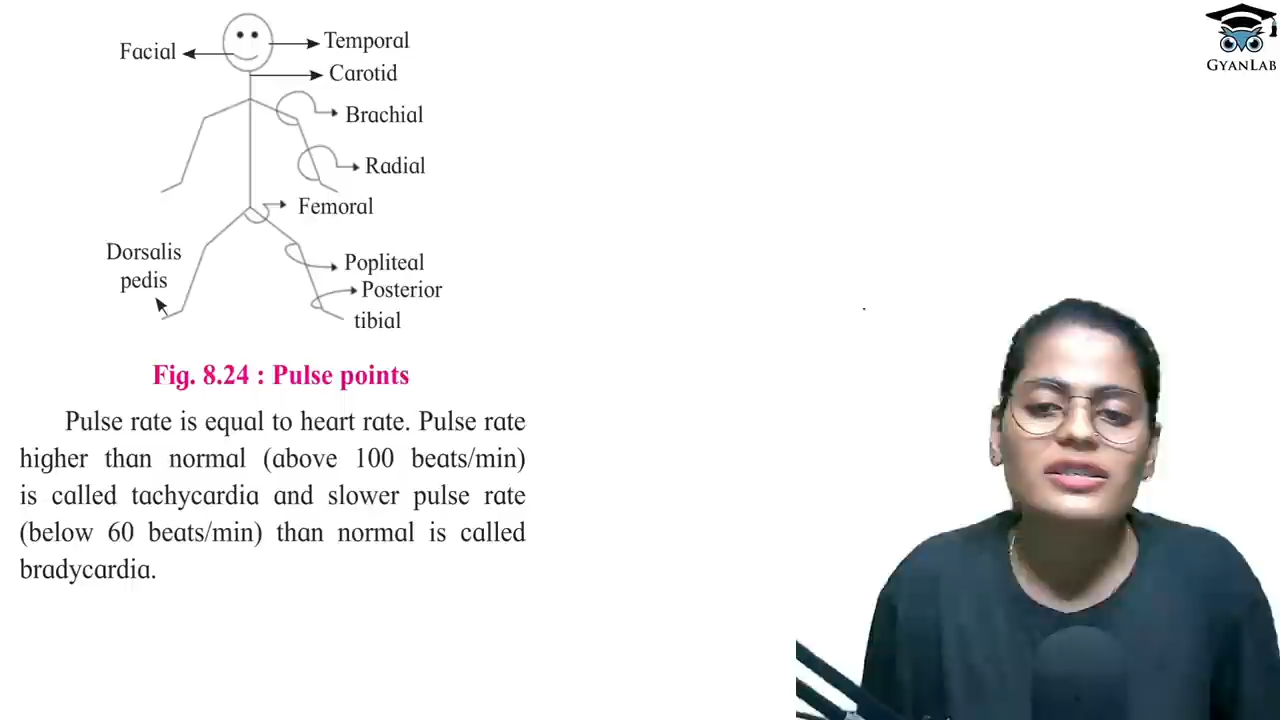 Facial
Temporal
Carotid
Brachial
Radial
Femoral
Dorsalis
pedis
Popliteal
Posterior
tibial
Fig. 8.24 : Pulse points
Pulse rate is equal to heart rate. Pulse rate
higher than normal (above 100 beats/min)
is called tachycardia and slower pulse rate
(below 60 beats/min) than normal is called
bradycardia.
GYANLAB